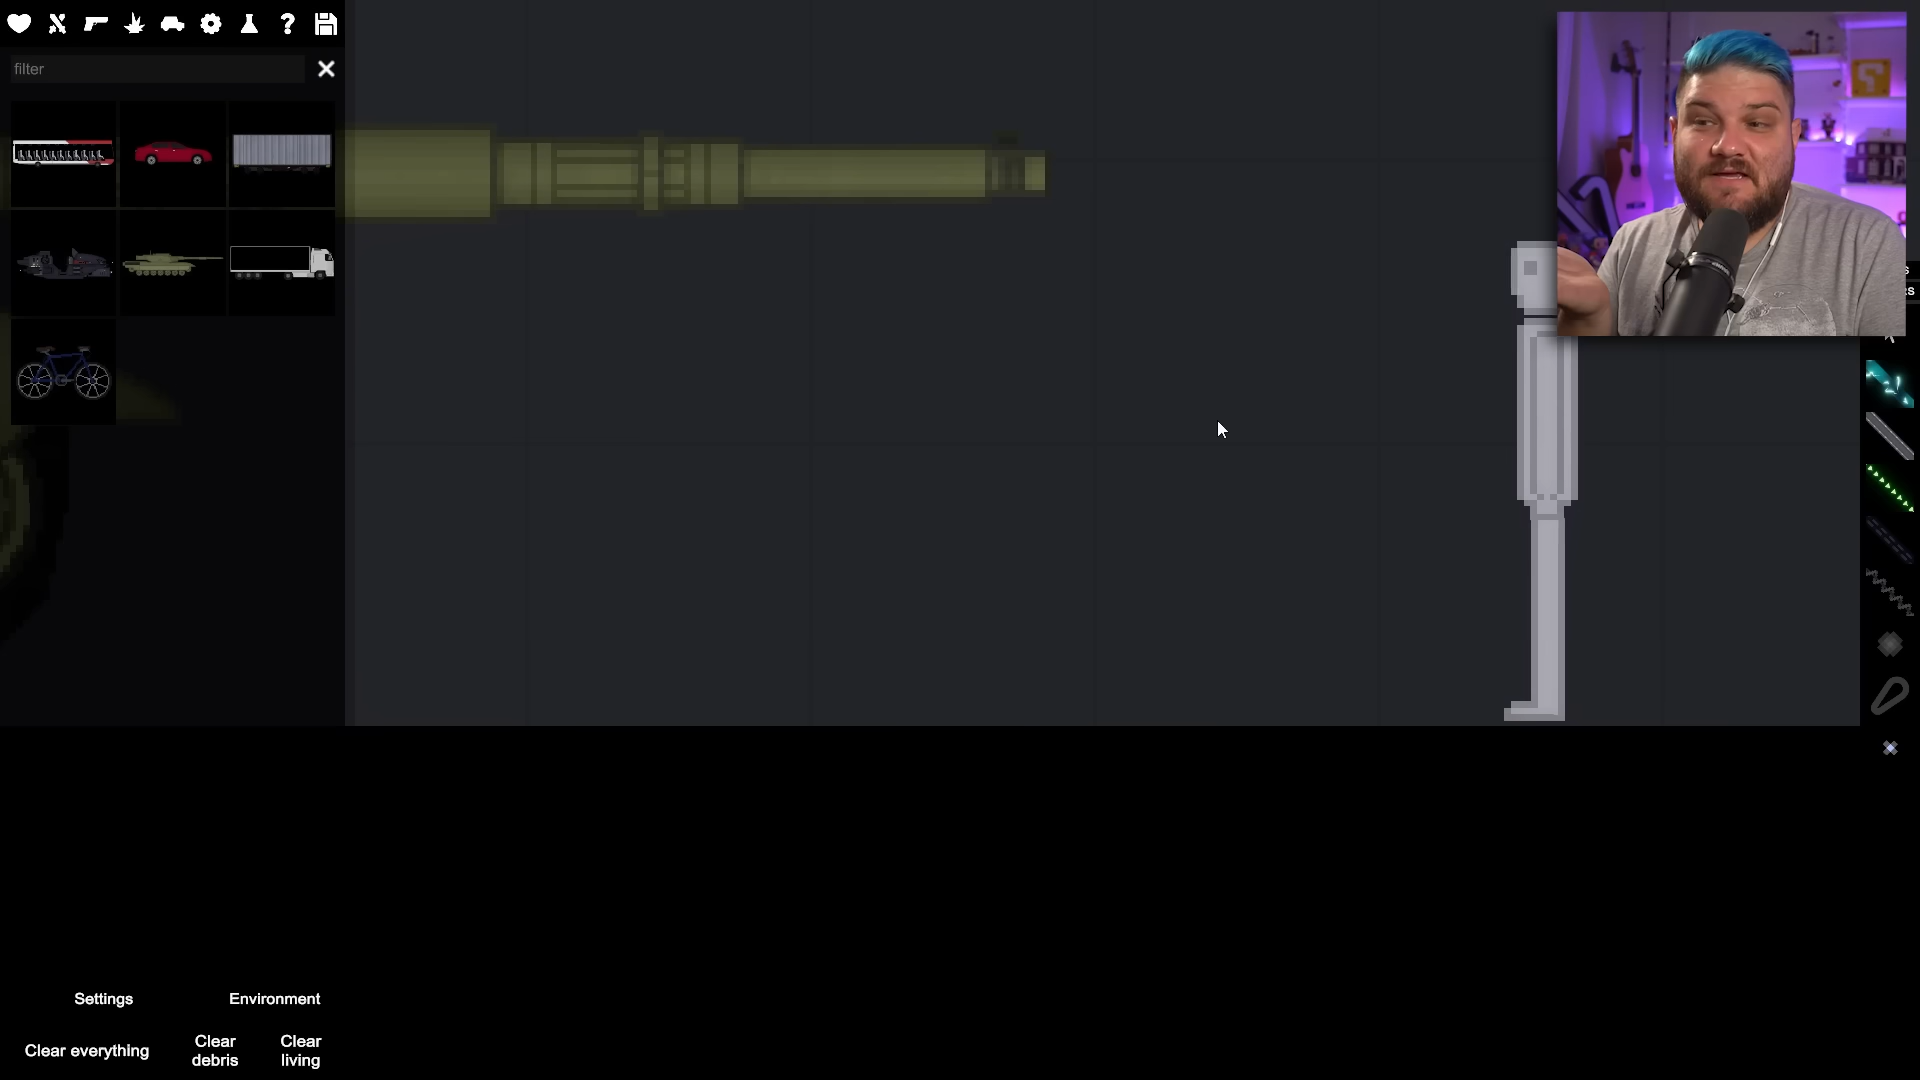 filter
Settings
Environment
Clear everything
Clear
debris
Clear
living